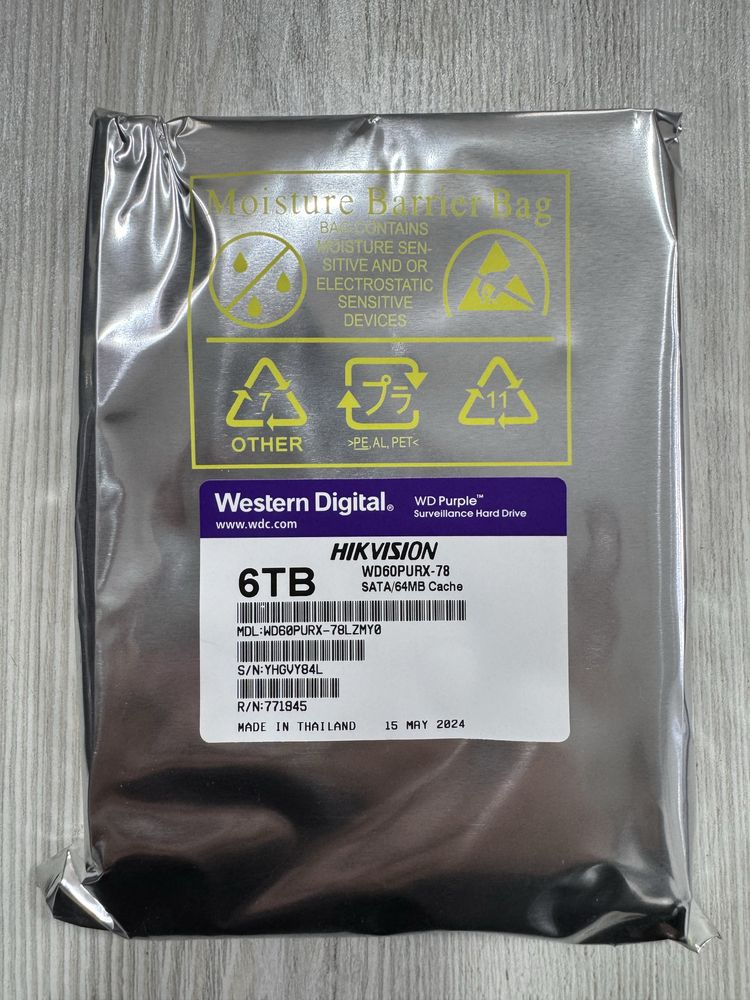 Moisture Barrier Bag
BAG CONTAINS
MOISTURE SEN-
SITIVE AND OR
ELECTROSTATIC
SENSITIVE
DEVICES
7
OTHER
プラ
>PE, AL, PET<
11
Western Digital®
www.wdc.com
WD Purple™
Surveillance Hard Drive
HIKVISION
6TB
WD60PURX-78
SATA/64MB Cache
MDL:WD60PURX-78LZMY0
S/N:YHGVY84L
R/N:771945
MADE IN THAILAND 15 MAY 2024